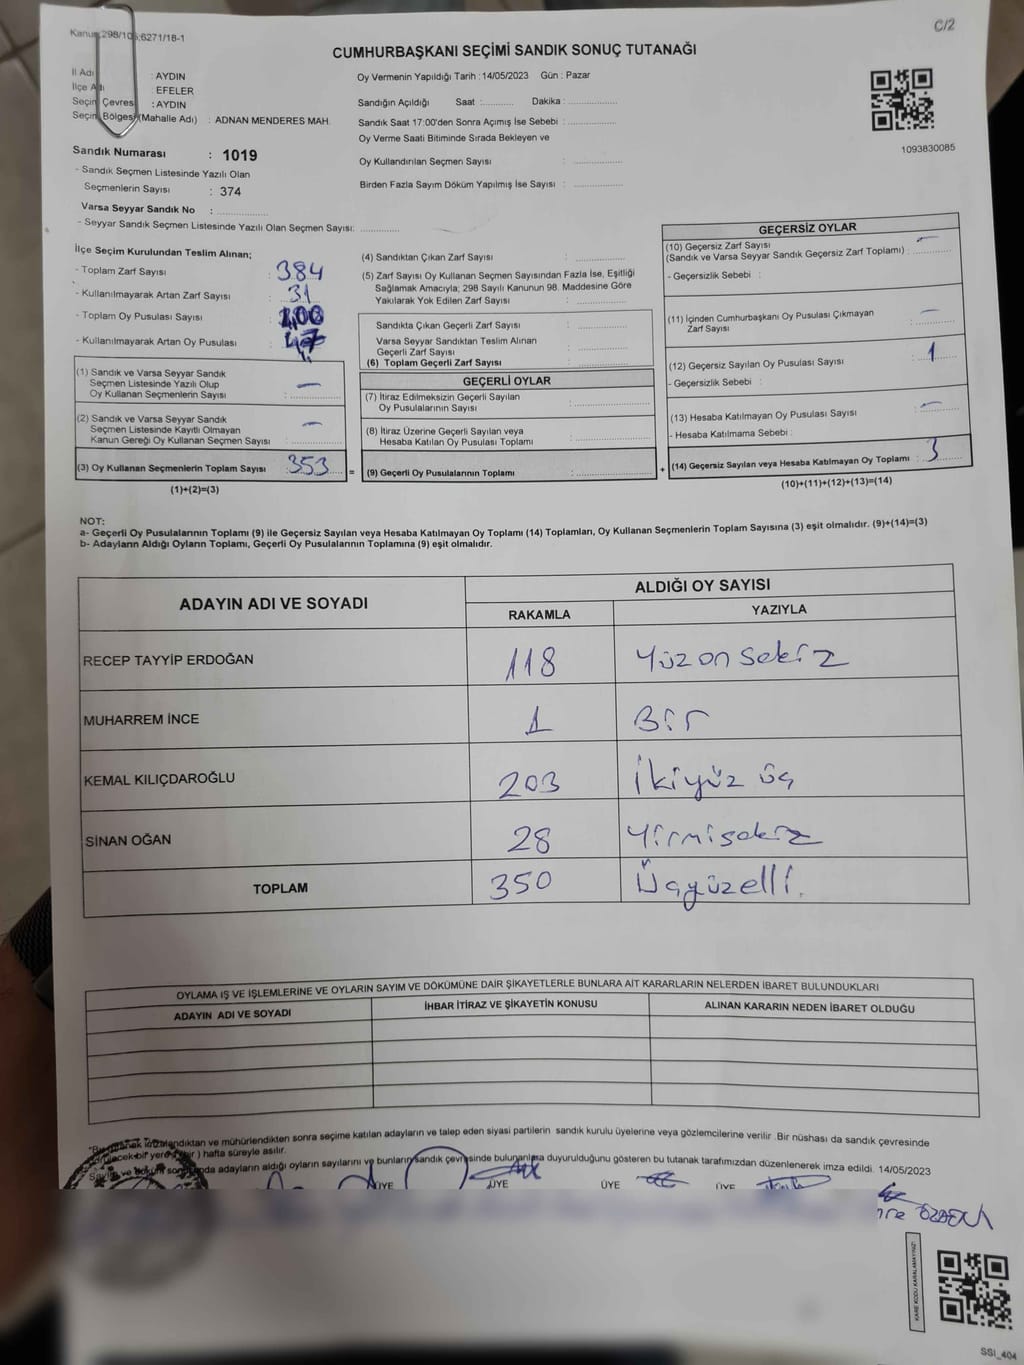 Kanun:298/105;6271/18-1
C/2
CUMHURBAŞKANI SEÇİMİ SANDIK SONUÇ TUTANAĞI
İl Adı : AYDIN
İlçe Adı : EFELER
Seçim Çevresi : AYDIN
Seçim Bölgesi (Mahalle Adı) : ADNAN MENDERES MAH.
Sandık Numarası : 1019
- Sandık Seçmen Listesinde Yazılı Olan
Seçmenlerin Sayısı : 374
Varsa Seyyar Sandık No :
- Seyyar Sandık Seçmen Listesinde Yazılı Olan Seçmen Sayısı:
Oy Vermenin Yapıldığı Tarih : 14/05/2023 Gün : Pazar
Sandığın Açıldığı Saat : Dakika :
Sandık Saat 17:00'den Sonra Açımış İse Sebebi :
Oy Verme Saati Bitiminde Sırada Bekleyen ve
Oy Kullandırılan Seçmen Sayısı :
Birden Fazla Sayım Döküm Yapılmış İse Sayısı :
1093830085
İlçe Seçim Kurulundan Teslim Alınan;
- Toplam Zarf Sayısı : 384
- Kullanılmayarak Artan Zarf Sayısı : 31
- Toplam Oy Pusulası Sayısı
- Kullanılmayarak Artan Oy Pusulası
(1) Sandık ve Varsa Seyyar Sandık
Seçmen Listesinde Yazılı Olup
Oy Kullanan Seçmenlerin Sayısı : —
(2) Sandık ve Varsa Seyyar Sandık
Seçmen Listesinde Kayıtlı Olmayan
Kanun Gereği Oy Kullanan Seçmen Sayısı : —
(3) Oy Kullanan Seçmenlerin Toplam Sayısı : 353
(1)+(2)=(3)
=
(4) Sandıktan Çıkan Zarf Sayısı :
(5) Zarf Sayısı Oy Kullanan Seçmen Sayısından Fazla İse, Eşitliği
Sağlamak Amacıyla; 298 Sayılı Kanunun 98. Maddesine Göre
Yakılarak Yok Edilen Zarf Sayısı :
Sandıkta Çıkan Geçerli Zarf Sayısı :
Varsa Seyyar Sandıktan Teslim Alınan
Geçerli Zarf Sayısı :
(6) Toplam Geçerli Zarf Sayısı :
GEÇERLİ OYLAR
(7) İtiraz Edilmeksizin Geçerli Sayılan
Oy Pusulalarının Sayısı :
(8) İtiraz Üzerine Geçerli Sayılan veya
Hesaba Katılan Oy Pusulası Toplamı :
(9) Geçerli Oy Pusulalarının Toplamı :
+
GEÇERSİZ OYLAR
(10) Geçersiz Zarf Sayısı
(Sandık ve Varsa Seyyar Sandık Geçersiz Zarf Toplamı) : —
- Geçersizlik Sebebi :
(11) İçinden Cumhurbaşkanı Oy Pusulası Çıkmayan
Zarf Sayısı : —
(12) Geçersiz Sayılan Oy Pusulası Sayısı : 1
- Geçersizlik Sebebi :
(13) Hesaba Katılmayan Oy Pusulası Sayısı : —
- Hesaba Katılmama Sebebi :
(14) Geçersiz Sayılan veya Hesaba Katılmayan Oy Toplamı : 3
(10)+(11)+(12)+(13)=(14)
NOT:
a- Geçerli Oy Pusulalarının Toplamı (9) ile Geçersiz Sayılan veya Hesaba Katılmayan Oy Toplamı (14) Toplamları, Oy Kullanan Seçmenlerin Toplam Sayısına (3) eşit olmalıdır. (9)+(14)=(3)
b- Adayların Aldığı Oyların Toplamı, Geçerli Oy Pusulalarının Toplamına (9) eşit olmalıdır.
ADAYIN ADI VE SOYADI ALDIĞI OY SAYISI
RAKAMLA YAZIYLA
RECEP TAYYİP ERDOĞAN 118 Yüzonsekiz
MUHARREM İNCE 1 Bir
KEMAL KILIÇDAROĞLU 203 İkiyüz üç
SİNAN OĞAN 28 Yirmisekiz
TOPLAM 350 Üçyüzelli.
OYLAMA İŞ VE İŞLEMLERİNE VE OYLARIN SAYIM VE DÖKÜMÜNE DAİR ŞİKAYETLERLE BUNLARA AİT KARARLARIN NELERDEN İBARET BULUNDUKLARI
ADAYIN ADI VE SOYADI İHBAR İTİRAZ VE ŞİKAYETİN KONUSU ALINAN KARARIN NEDEN İBARET OLDUĞU
imzalandıktan ve mühürlendikten sonra seçime katılan adayların ve talep eden siyasi partilerin sandık kurulu üyelerine veya gözlemcilerine verilir .Bir nüshası da sandık çevresinde
hafta süreyle asılır.
adayların aldığı oyların sayılarını ve bunların sandık çevresinde bulunanlara duyurulduğunu gösteren bu tutanak tarafımızdan düzenlenerek imza edildi. 14/05/2023
ÜYE ÜYE ÜYE ÜYE
ÖZDEN
KARE KODU KARALAMAYINIZ!
SSI_404